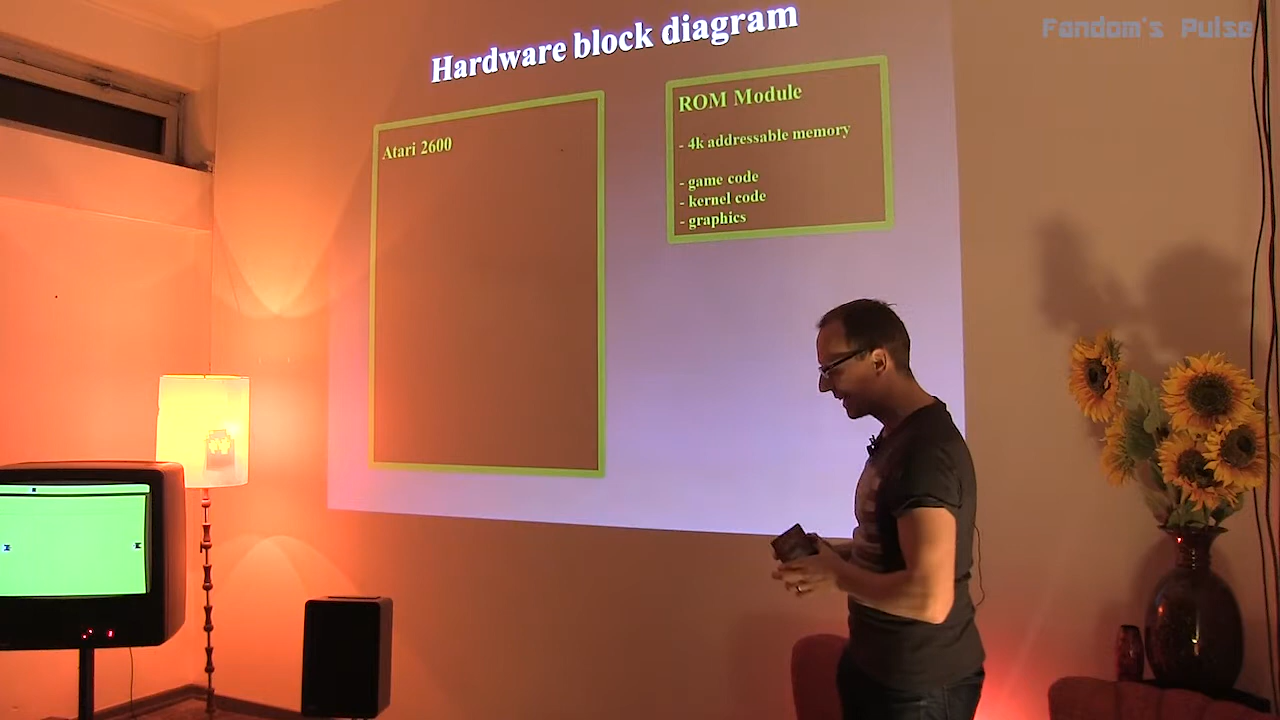 Fandom's Pulse
Hardware block diagram
Atari 2600
ROM Module
- 4k addressable memory
- game code
- kernel code
- graphics